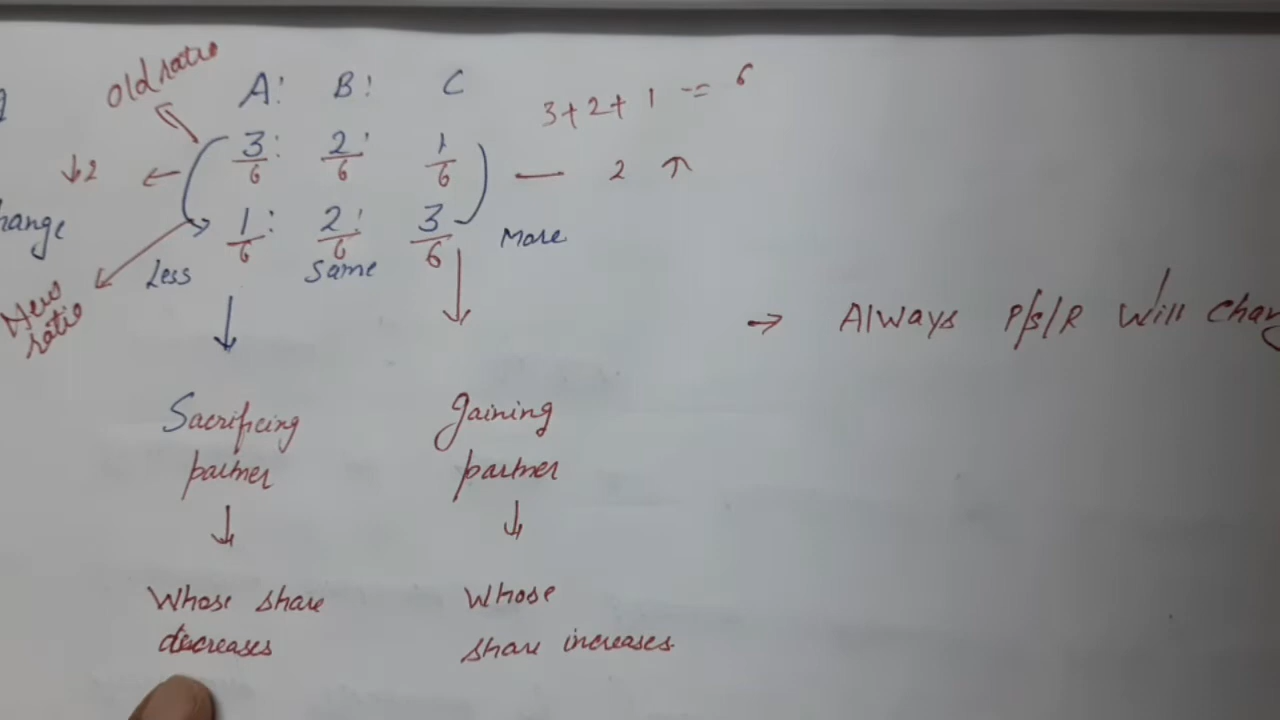 Old ratio
A: B: C
3+2+1 = 6
3/6: 2/6: 1/6
↓2 ← — 2 ↑
1/6: 2/6: 3/6
hange
Less Same More
New
ratio
→ Always P/S/R Will Chan
Sacrificing
partner
Gaining
partner
Whose share
decreases
Whose
share increases.